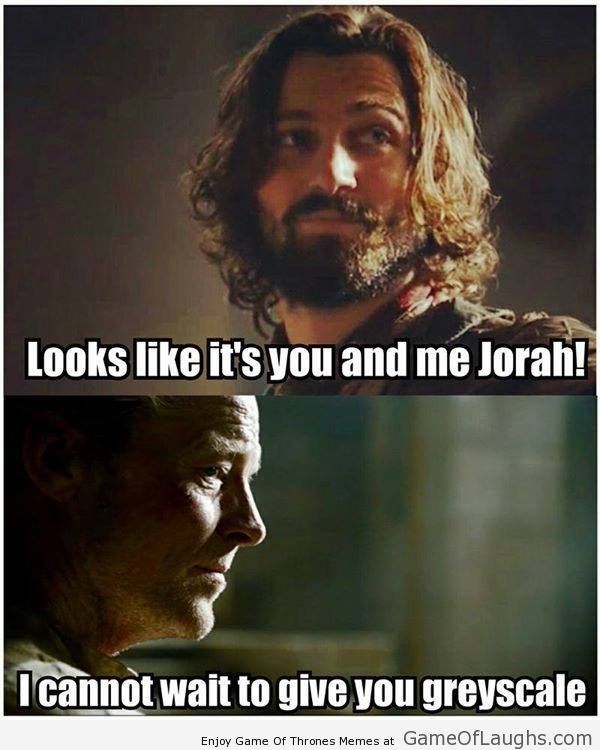 Looks like it's you and me Jorah!
I cannot wait to give you greyscale
Enjoy Game Of Thrones Memes at GameOfLaughs.com